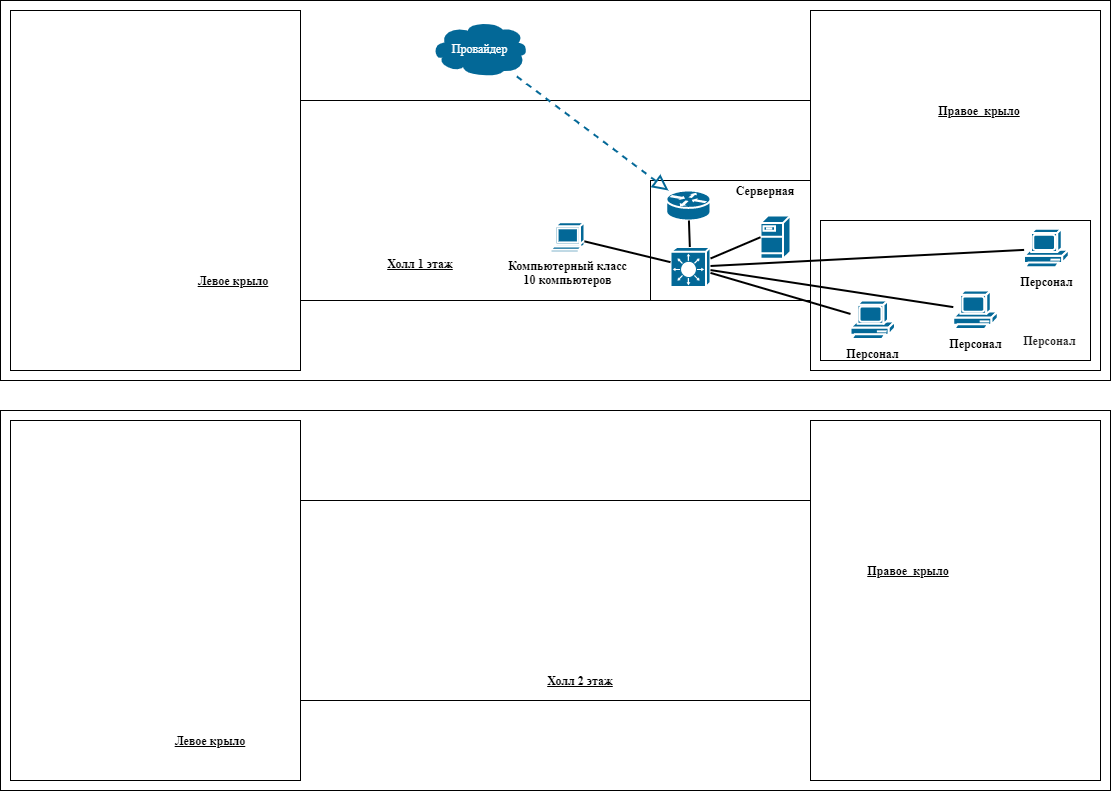 Провайдер
Правое крыло
Серверная
Холл 1 этаж
Компьютерный класс
10 компьютеров
Левое крыло
Персонал
Персонал
Персонал
Персонал
Правое крыло
Холл 2 этаж
Левое крыло